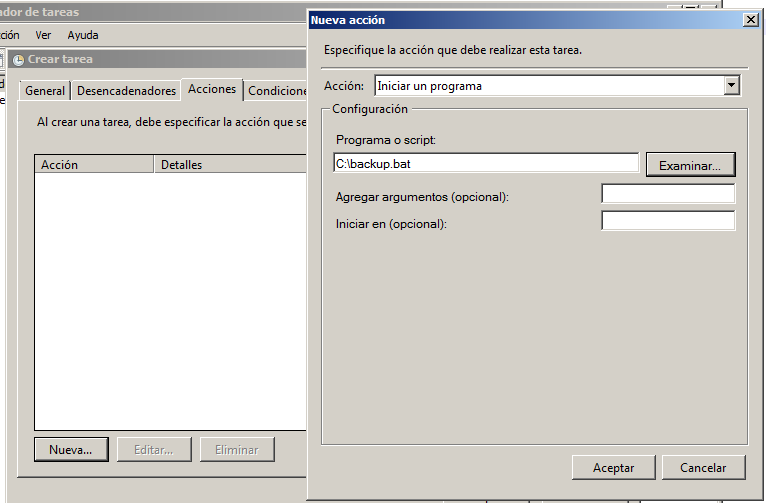 ador de tareas
ción Ver Ayuda
Crear tarea
General Desencadenadores Acciones Condicione
Al crear una tarea, debe especificar la acción que se
Acción Detalles
Nueva... Editar... Eliminar
Nueva acción
Especifique la acción que debe realizar esta tarea.
Acción: Iniciar un programa
Configuración
Programa o script:
C:\backup.bat Examinar...
Agregar argumentos (opcional):
Iniciar en (opcional):
Aceptar Cancelar